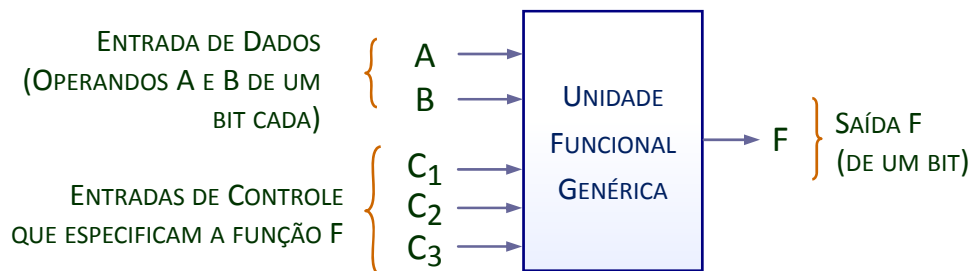 ENTRADA DE DADOS
(OPERANDOS A E B DE UM
BIT CADA)
A
B
ENTRADAS DE CONTROLE
QUE ESPECIFICAM A FUNÇÃO F
C1
C2
C3
UNIDADE
FUNCIONAL
GENÉRICA
F
SAÍDA F
(DE UM BIT)